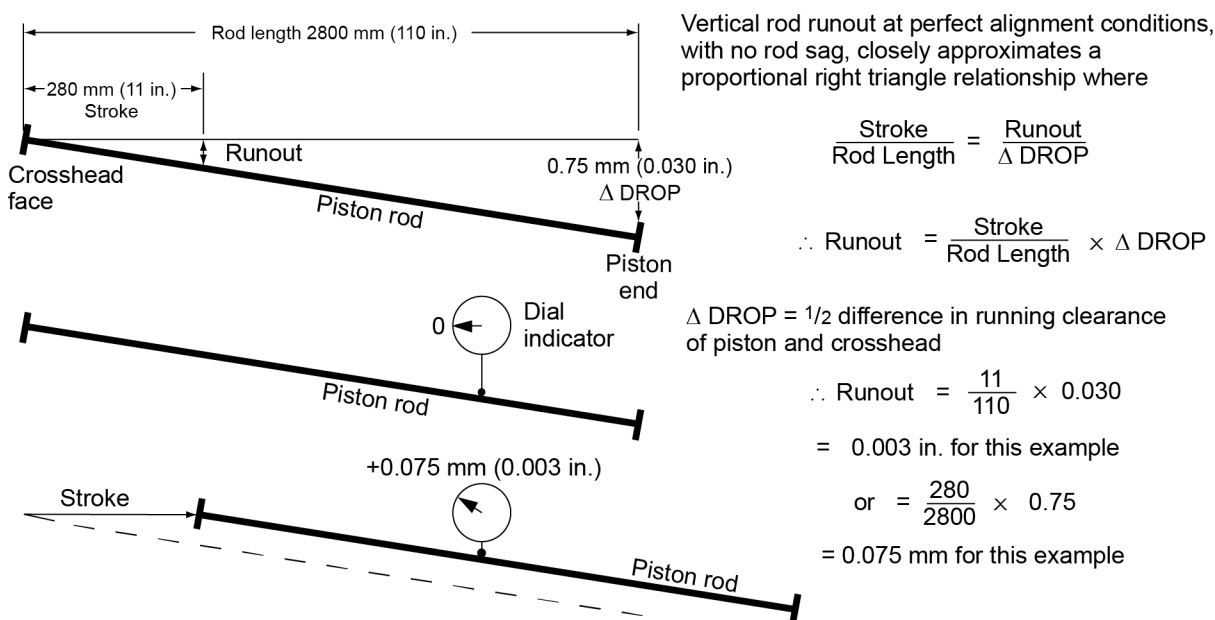 Rod length 2800 mm (110 in.)
280 mm (11 in.)
Stroke
Runout
0.75 mm (0.030 in.)
Δ DROP
Crosshead
face
Piston rod
Piston
end
0
Dial
indicator
Piston rod
+0.075 mm (0.003 in.)
Stroke
Piston rod
Vertical rod runout at perfect alignment conditions,
with no rod sag, closely approximates a
proportional right triangle relationship where
Stroke / Rod Length = Runout / Δ DROP
∴ Runout = Stroke / Rod Length × Δ DROP
Δ DROP = 1/2 difference in running clearance
of piston and crosshead
∴ Runout = 11 / 110 × 0.030
= 0.003 in. for this example
or = 280 / 2800 × 0.75
= 0.075 mm for this example